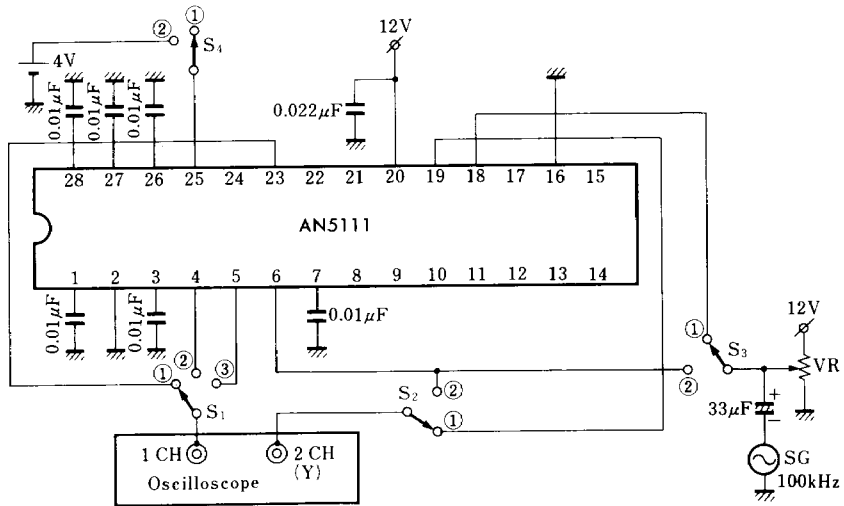 ①
②
S4
4V
12V
0.01μF
0.01μF
0.01μF
0.022μF
28 27 26 25 24 23 22 21 20 19 18 17 16 15
AN5111
1 2 3 4 5 6 7 8 9 10 11 12 13 14
0.01μF
0.01μF
0.01μF
② ③
①
S1
②
S2
①
①
S3
②
12V
VR
33μF
+
−
1 CH
2 CH
(Y)
Oscilloscope
SG
100kHz